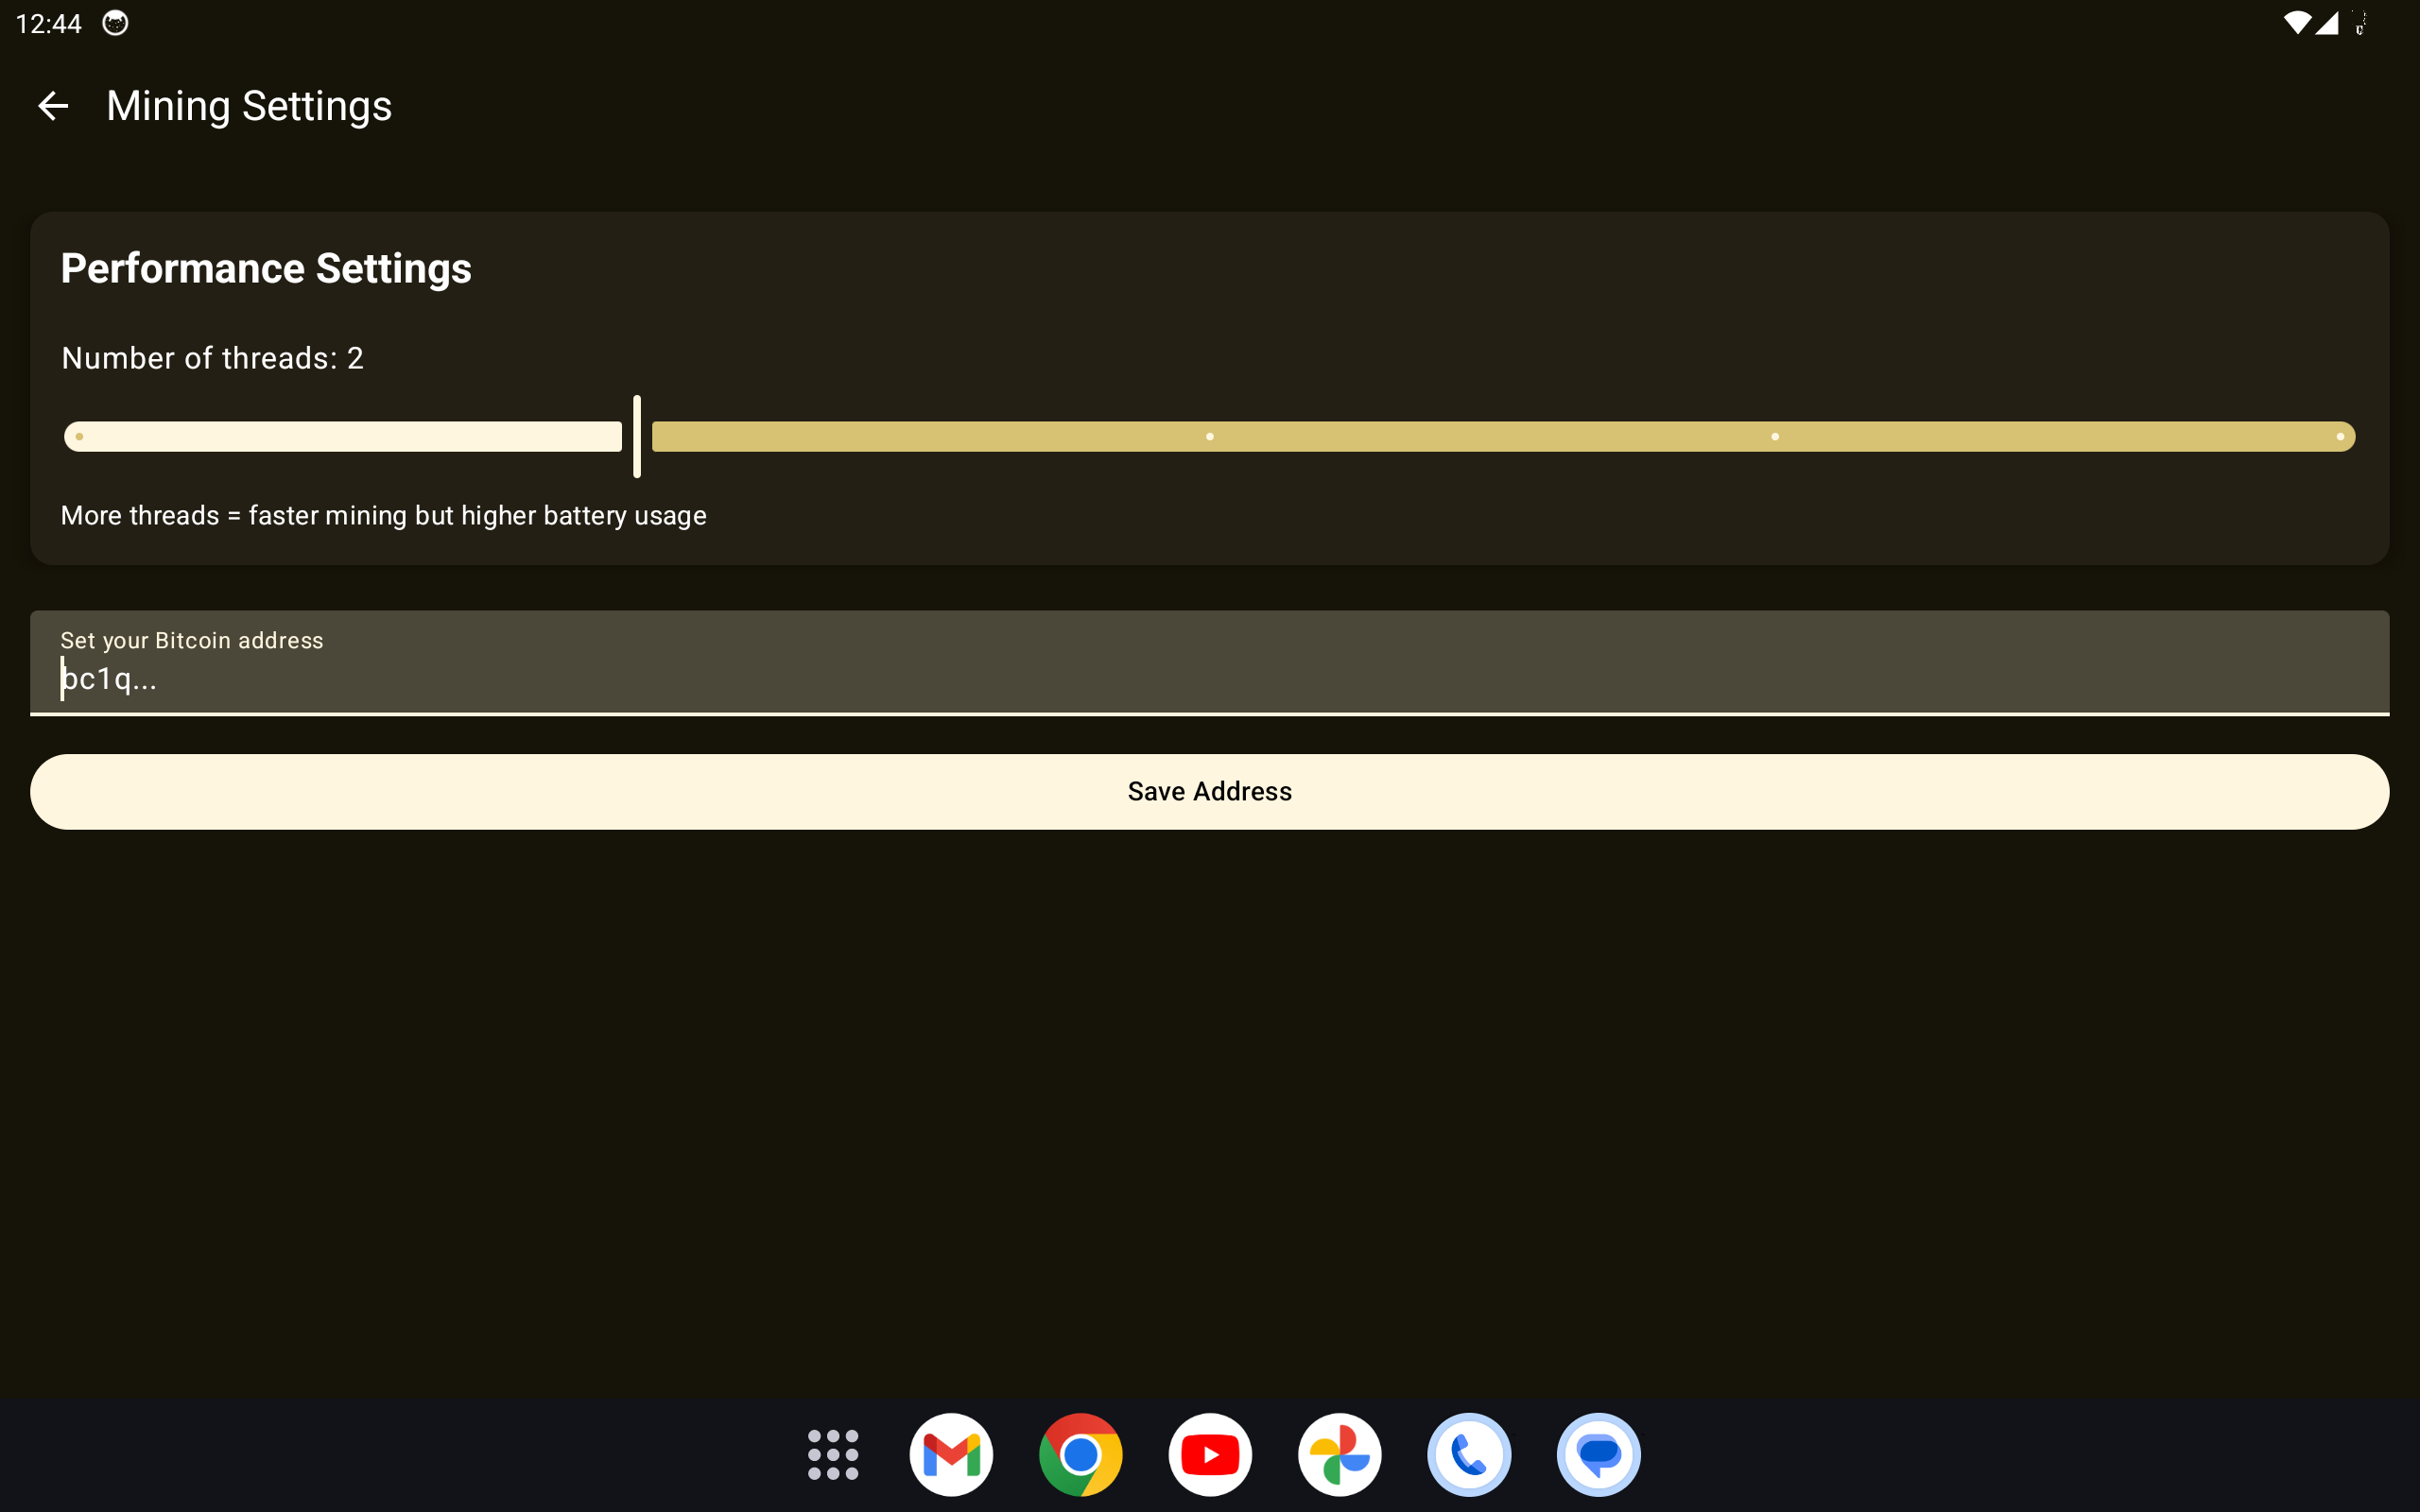 12:44
Mining Settings
Performance Settings
Number of threads: 2
More threads = faster mining but higher battery usage
Set your Bitcoin address
bc1q...
Save Address